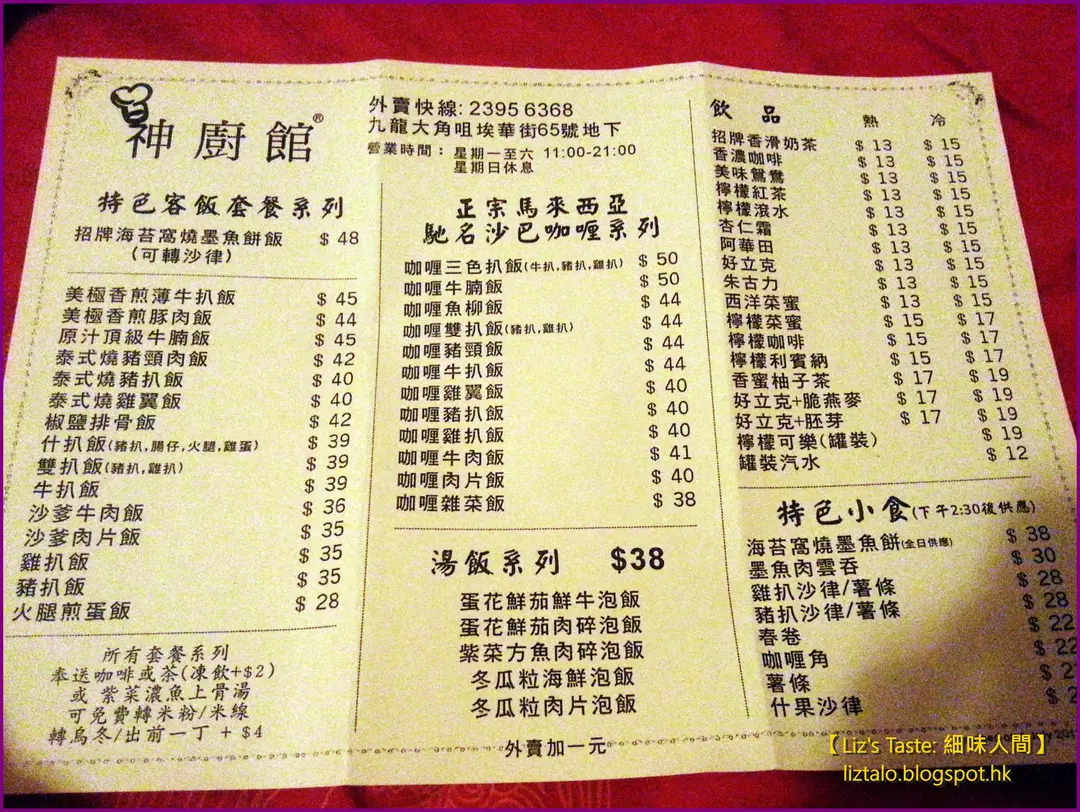 神廚館®
特色客飯套餐系列
招牌海苔窩燒墨魚餅飯 $ 48
(可轉沙律)
美極香煎薄牛扒飯 $ 45
美極香煎豚肉飯 $ 44
原汁頂級牛腩飯 $ 45
泰式燒豬頸肉飯 $ 42
泰式燒豬扒飯 $ 40
泰式燒雞翼飯 $ 40
椒鹽排骨飯 $ 42
什扒飯(豬扒,腸仔,火腿,雞蛋) $ 39
雙扒飯(豬扒,雞扒) $ 39
牛扒飯 $ 39
沙爹牛肉飯 $ 36
沙爹肉片飯 $ 35
雞扒飯 $ 35
豬扒飯 $ 35
火腿煎蛋飯 $ 28
所有套餐系列
奉送咖啡或茶(凍飲+$2)
或 紫菜濃魚上骨湯
可免費轉米粉/米線
轉烏冬/出前一丁 + $4
外賣快線: 2395 6368
九龍大角咀埃華街65號地下
營業時間: 星期一至六 11:00-21:00
星期日休息
正宗馬來西亞
馳名沙巴咖喱系列
咖喱三色扒飯(牛扒,豬扒,雞扒) $ 50
咖喱牛腩飯 $ 50
咖喱魚柳飯 $ 44
咖喱雙扒飯(豬扒,雞扒) $ 44
咖喱豬頸飯 $ 44
咖喱牛扒飯 $ 44
咖喱雞翼飯 $ 40
咖喱豬扒飯 $ 40
咖喱雞扒飯 $ 40
咖喱牛肉飯 $ 41
咖喱肉片飯 $ 40
咖喱雜菜飯 $ 38
湯飯系列 $38
蛋花鮮茄鮮牛泡飯
蛋花鮮茄肉碎泡飯
紫菜方魚肉碎泡飯
冬瓜粒海鮮泡飯
冬瓜粒肉片泡飯
外賣加一元
飲品 熱 冷
招牌香滑奶茶 $ 13 $ 15
香濃咖啡 $ 13 $ 15
美味鴛鴦 $ 13 $ 15
檸檬紅茶 $ 13 $ 15
檸檬滾水 $ 13 $ 15
杏仁霜 $ 13 $ 15
阿華田 $ 13 $ 15
好立克 $ 13 $ 15
朱古力 $ 13 $ 15
西洋菜蜜 $ 13 $ 15
檸檬菜蜜 $ 15 $ 17
檸檬咖啡 $ 15 $ 17
檸檬利賓納 $ 15 $ 17
香蜜柚子茶 $ 17 $ 19
好立克+脆燕麥 $ 17 $ 19
好立克+胚芽 $ 17 $ 19
檸檬可樂(罐裝) $ 19
罐裝汽水 $ 12
特色小食(下午2:30後供應)
海苔窩燒墨魚餅(全日供應) $ 38
墨魚肉雲吞 $ 30
雞扒沙律/薯條 $ 28
豬扒沙律/薯條 $ 28
春卷 $ 22
咖喱角 $ 22
薯條
什果沙律
【Liz's Taste: 細味人間】
liztalo.blogspot.hk